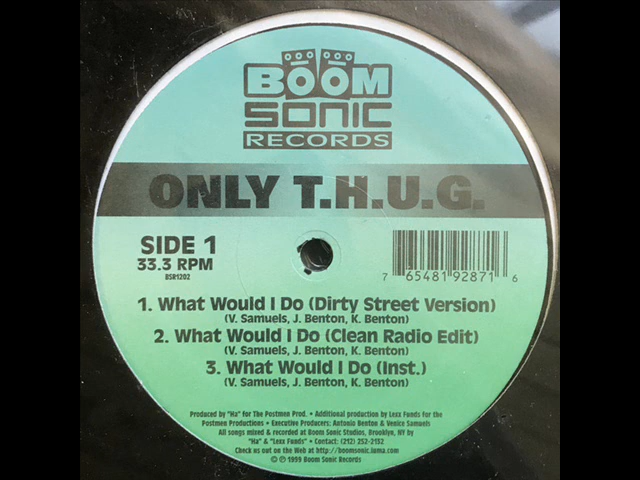 BOOM
SONIC
RECORDS
ONLY T.H.U.G.
SIDE 1
33.3 RPM
BSR1202
7 65481 92871 6
1. What Would I Do (Dirty Street Version)
(V. Samuels, J. Benton, K. Benton)
2. What Would I Do (Clean Radio Edit)
(V. Samuels, J. Benton, K. Benton)
3. What Would I Do (Inst.)
(V. Samuels, J. Benton, K. Benton)
Produced by "Ha" for The Postmen Prod. • Additional production by Lexx Funds for the
Postmen Productions • Executive Producers: Antonio Benton & Venice Samuels
All songs mixed & recorded at Boom Sonic Studios, Brooklyn, NY by
"Ha" & "Lexx Funds" • Contact: (212) 252-2132
Check us out on the Web at http://boomsonic.iuma.com
© ℗ 1999 Boom Sonic Records